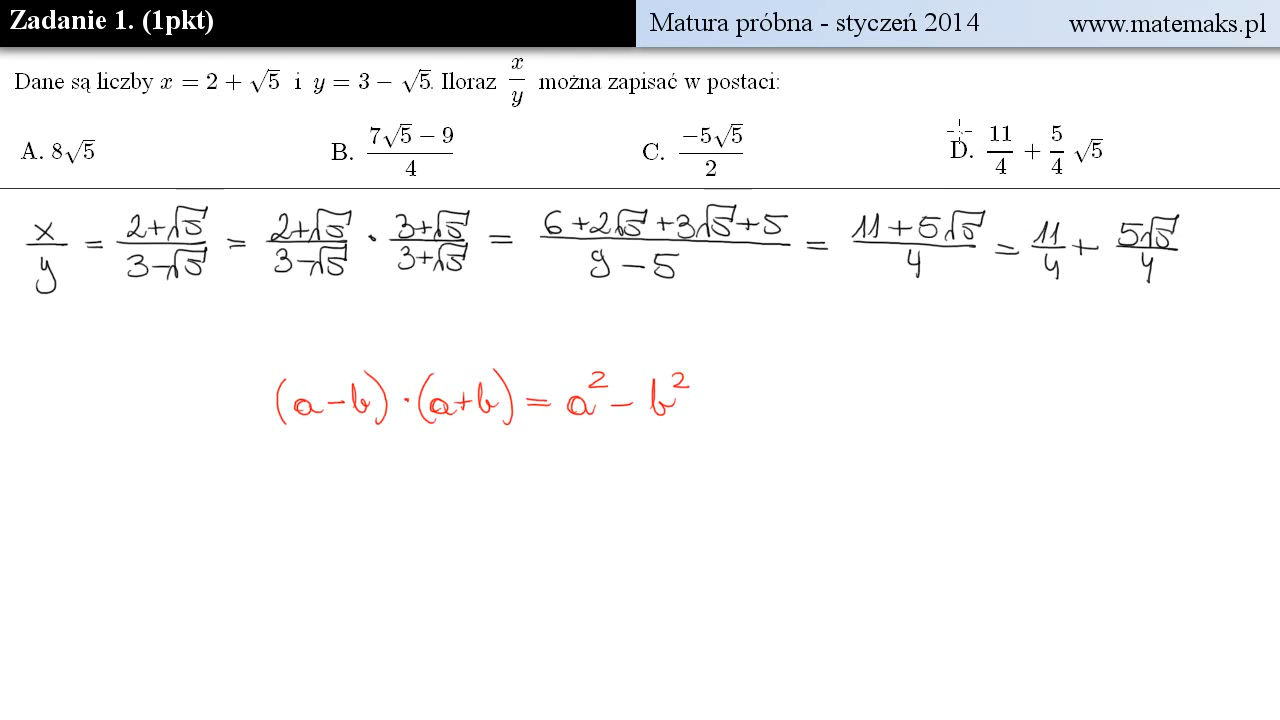 Zadanie 1. (1pkt) Matura próbna - styczeń 2014 www.matemaks.pl
Dane są liczby x = 2 + √5 i y = 3 − √5. Iloraz x/y można zapisać w postaci:
A. 8√5 B. (7√5 − 9)/4 C. (−5√5)/2 D. 11/4 + 5/4 √5
x/y = (2+√5)/(3−√5) = (2+√5)/(3−√5) · (3+√5)/(3+√5) = (6+2√5+3√5+5)/(9−5) = (11+5√5)/4 = 11/4 + 5√5/4
(a−b)·(a+b) = a² − b²